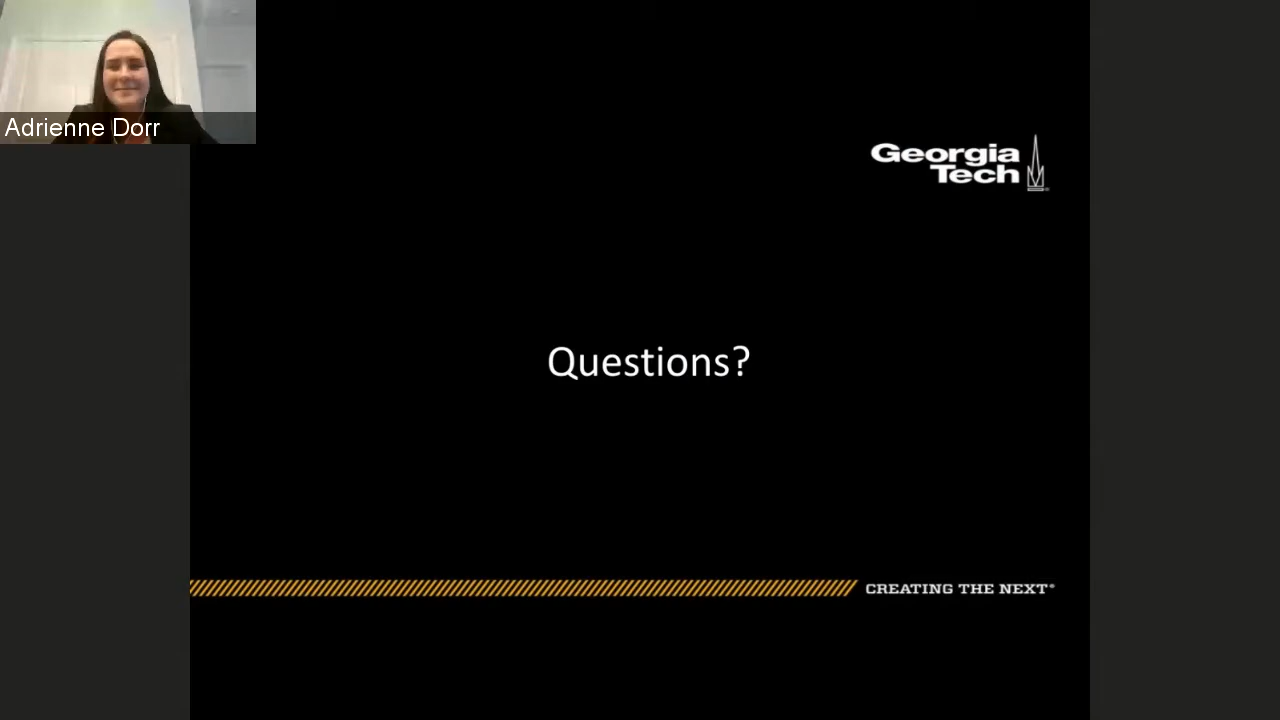 Adrienne Dorr
Georgia
Tech
Questions?
CREATING THE NEXT®